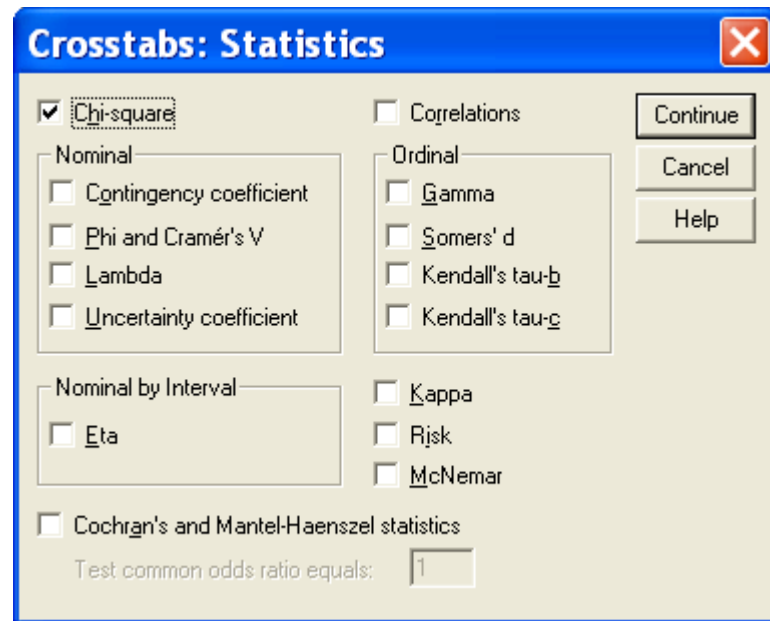 Crosstabs: Statistics
Chi-square
Correlations
Continue
Cancel
Help
Nominal
Contingency coefficient
Phi and Cramér's V
Lambda
Uncertainty coefficient
Ordinal
Gamma
Somers' d
Kendall's tau-b
Kendall's tau-c
Nominal by Interval
Eta
Kappa
Risk
McNemar
Cochran's and Mantel-Haenszel statistics
Test common odds ratio equals: 1